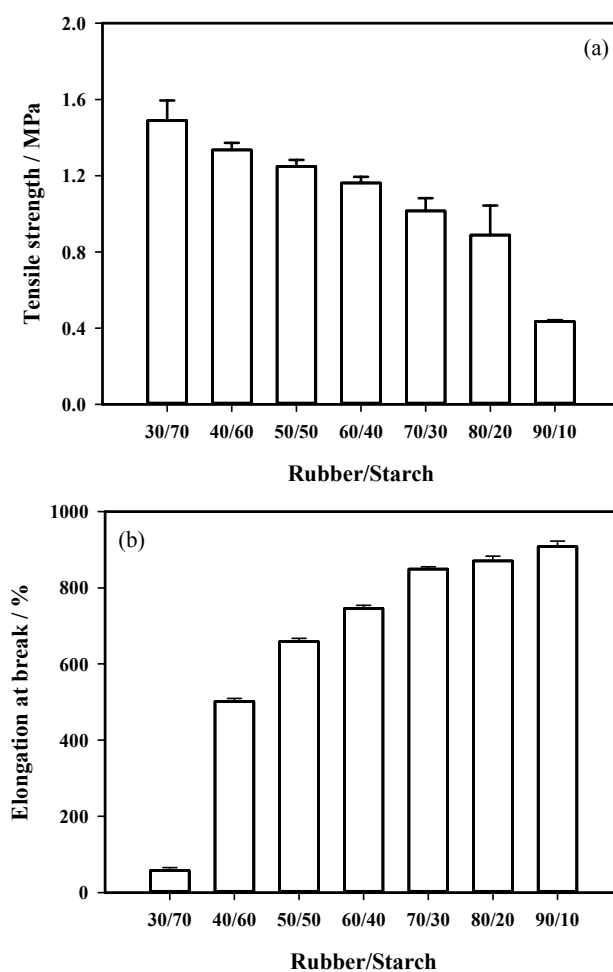 (a)
Tensile strength / MPa
2.0
1.6
1.2
0.8
0.4
0.0
30/70 40/60 50/50 60/40 70/30 80/20 90/10
Rubber/Starch
(b)
Elongation at break / %
1000
800
600
400
200
0
30/70 40/60 50/50 60/40 70/30 80/20 90/10
Rubber/Starch